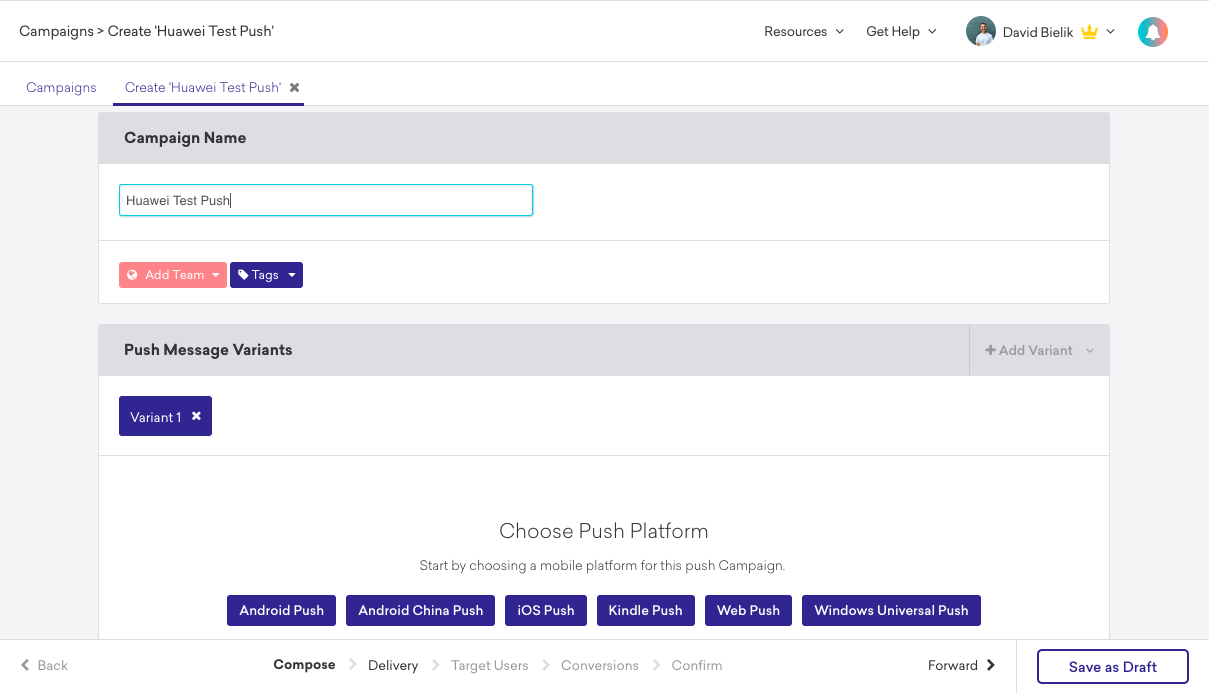 Campaigns > Create 'Huawei Test Push'
Resources
Get Help
David Bielik
Campaigns
Create 'Huawei Test Push'
Campaign Name
Huawei Test Push
Add Team
Tags
Push Message Variants
Add Variant
Variant 1
Choose Push Platform
Start by choosing a mobile platform for this push Campaign.
Android Push
Android China Push
iOS Push
Kindle Push
Web Push
Windows Universal Push
Back
Compose
Delivery
Target Users
Conversions
Confirm
Forward
Save as Draft